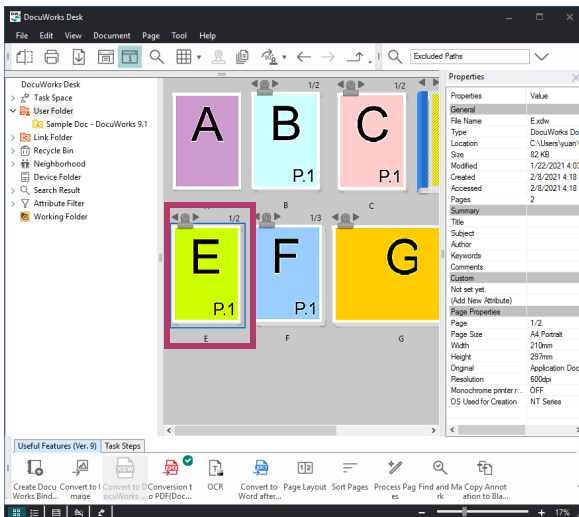 DocuWorks Desk
File Edit View Document Page Tool Help
Excluded Paths
DocuWorks Desk
Task Space
User Folder
Sample Doc - DocuWorks 9.1
Link Folder
Recycle Bin
Neighborhood
Device Folder
Search Result
Attribute Filter
Working Folder
1/2 1/2
A B C
P.1 P.1
B C
1/2 1/3
E F G
P.1 P.1
E F G
Properties
Properties Value
General
File Name E.xdw
Type DocuWorks Do
Location C:\Users\yuan\
Size 82 KB
Modified 1/22/2021 4:03
Created 2/8/2021 4:18
Accessed 2/8/2021 4:18
Pages 2
Summary
Title
Subject
Author
Keywords
Comments
Custom
Not set yet.
(Add New Attribute)
Page Properties
Page 1/2
Page Size A4 Portrait
Width 210mm
Height 297mm
Original Application Doc
Resolution 600dpi
Monochrome printer r... OFF
OS Used for Creation NT Series
Useful Features (Ver. 9) Task Steps
Create Docu Works Bind...
Convert to I mage
Convert to D ocuWorks ...
Conversion t o PDF(Doc...
OCR
Convert to Word after...
Page Layout
Sort Pages
Process Pag es
Find and Ma rk
Copy Annot ation to Bla...
17%